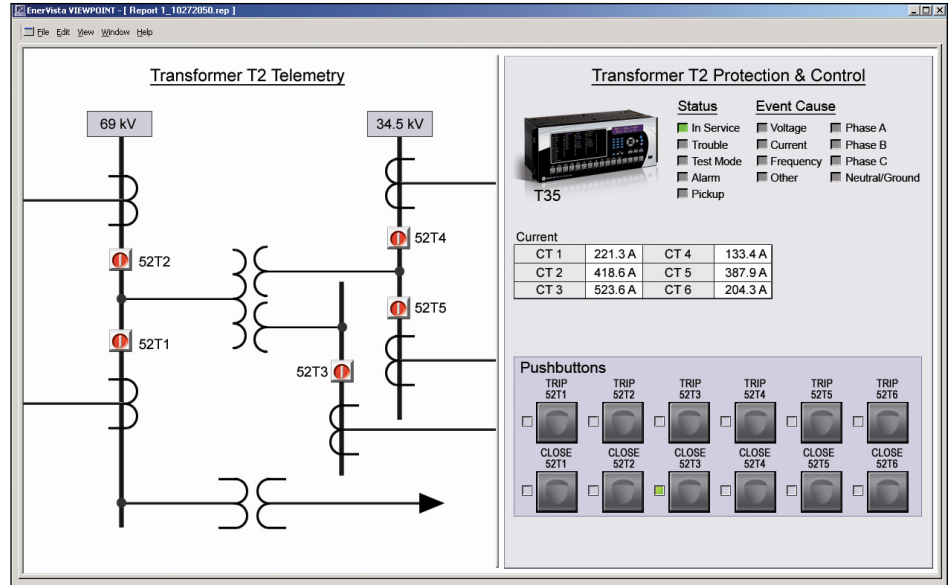 EnerVista VIEWPOINT - [ Report 1_10272050.rep ]
File Edit View Window Help
Transformer T2 Telemetry
69 kV
34.5 kV
52T4
52T2
52T5
52T1
52T3
Transformer T2 Protection & Control
Status Event Cause
In Service Voltage Phase A
Trouble Current Phase B
Test Mode Frequency Phase C
Alarm Other Neutral/Ground
Pickup
T35
Current
CT 1 221.3 A CT 4 133.4 A
CT 2 418.6 A CT 5 387.9 A
CT 3 523.6 A CT 6 204.3 A
Pushbuttons
TRIP TRIP TRIP TRIP TRIP TRIP
52T1 52T2 52T3 52T4 52T5 52T6
CLOSE CLOSE CLOSE CLOSE CLOSE CLOSE
52T1 52T2 52T3 52T4 52T5 52T6